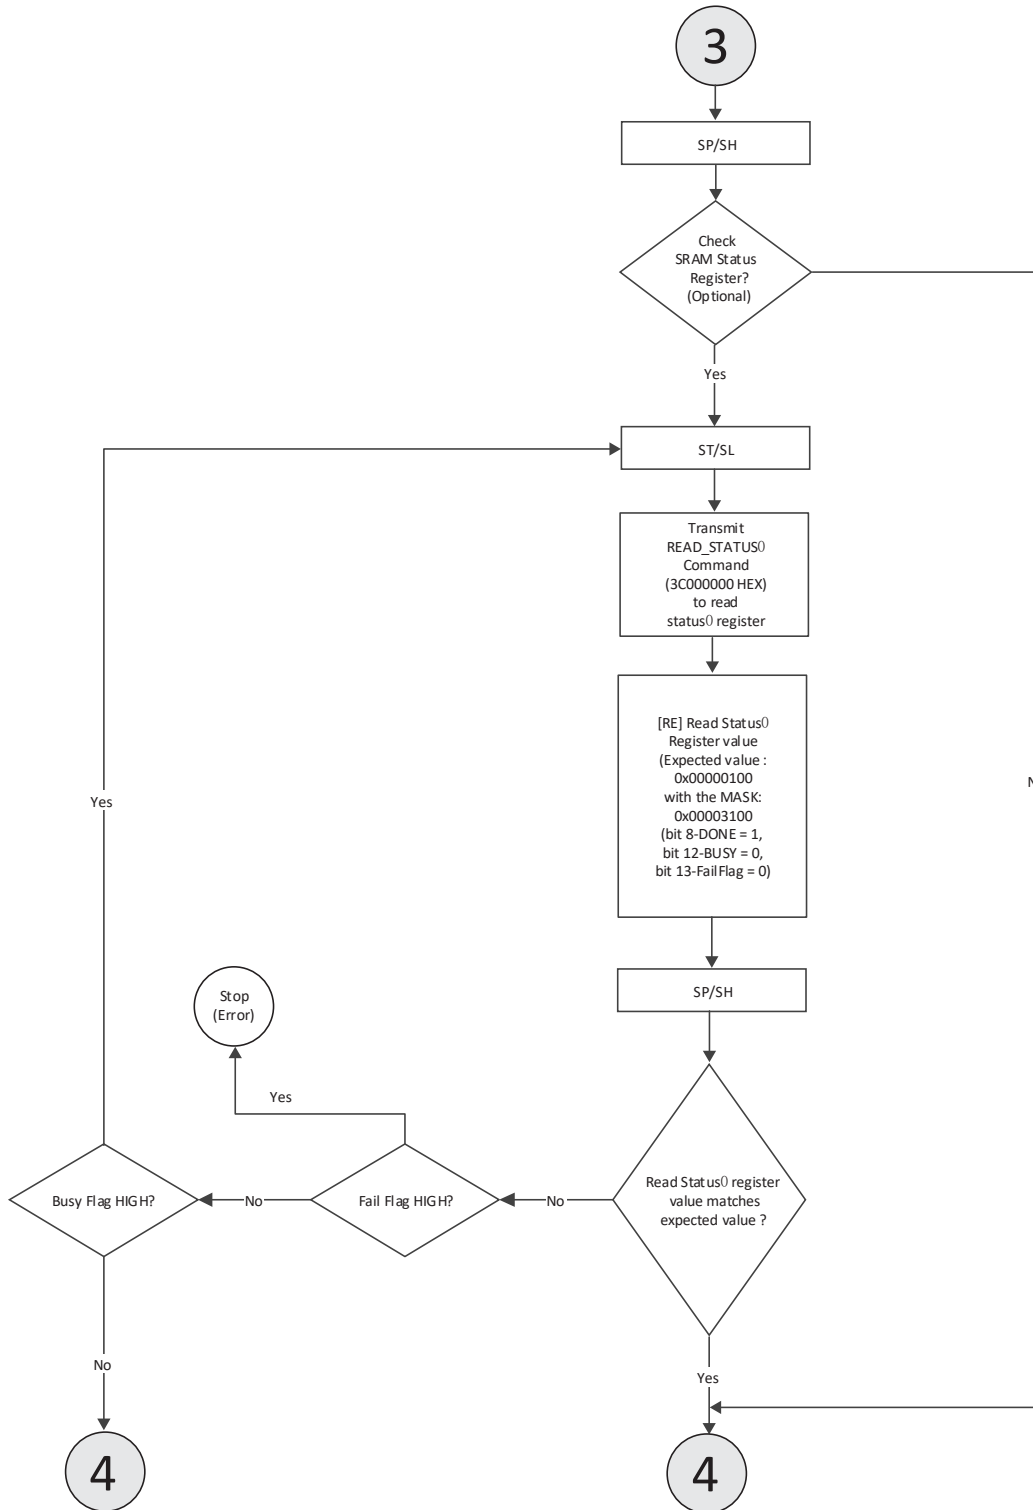 3
SP/SH
Check
SRAM Status
Register?
(Optional)
Yes
ST/SL
Transmit
READ_STATUS0
Command
(3C000000 HEX)
to read
status0 register
[RE] Read Status0
Register value
(Expected value :
0x00000100
with the MASK:
0x00003100
(bit 8-DONE = 1,
bit 12-BUSY = 0,
bit 13-FailFlag = 0)
Yes
SP/SH
Stop
(Error)
Yes
Busy Flag HIGH?
No
Fail Flag HIGH?
No
Read Status0 register
value matches
expected value ?
No
Yes
4
4